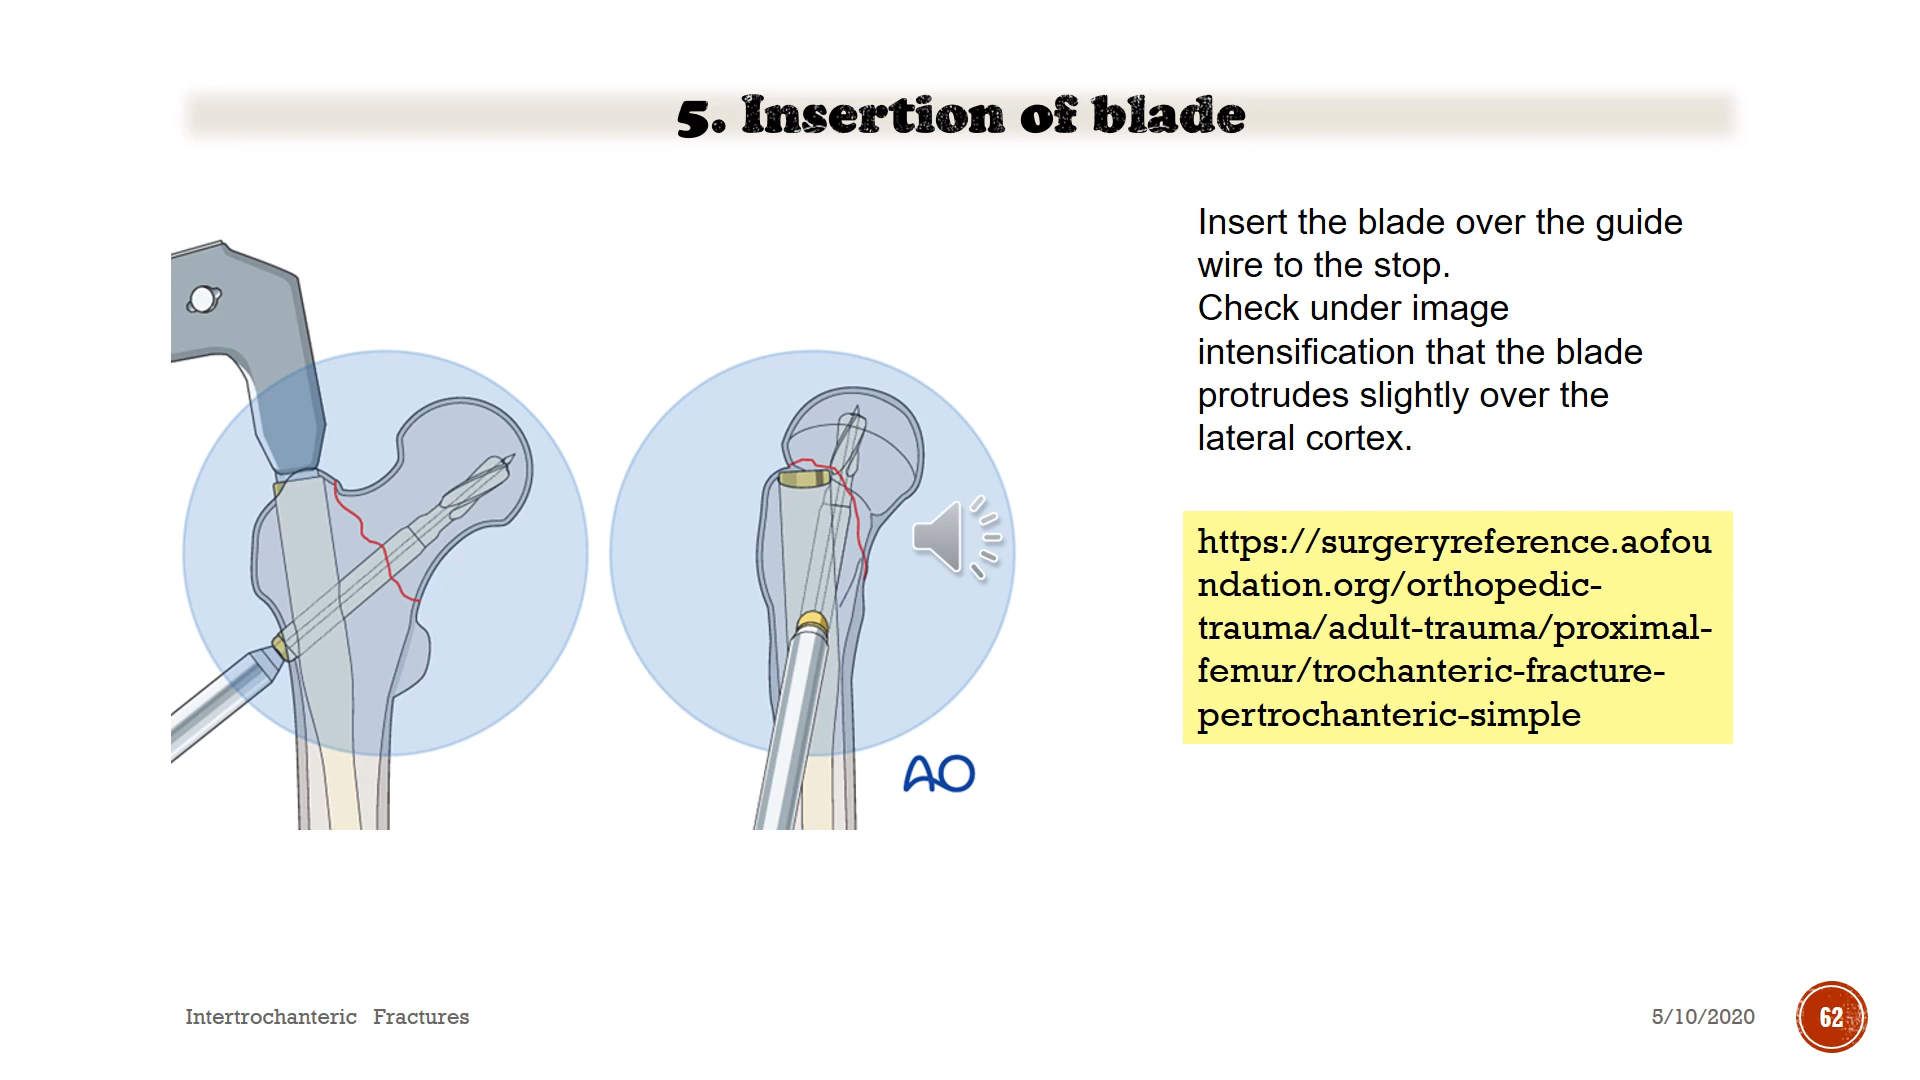 5. Insertion of blade
Insert the blade over the guide
wire to the stop.
Check under image
intensification that the blade
protrudes slightly over the
lateral cortex.
https://surgeryreference.aofou
ndation.org/orthopedic-
trauma/adult-trauma/proximal-
femur/trochanteric-fracture-
pertrochanteric-simple
AO
Intertrochanteric Fractures
5/10/2020
62